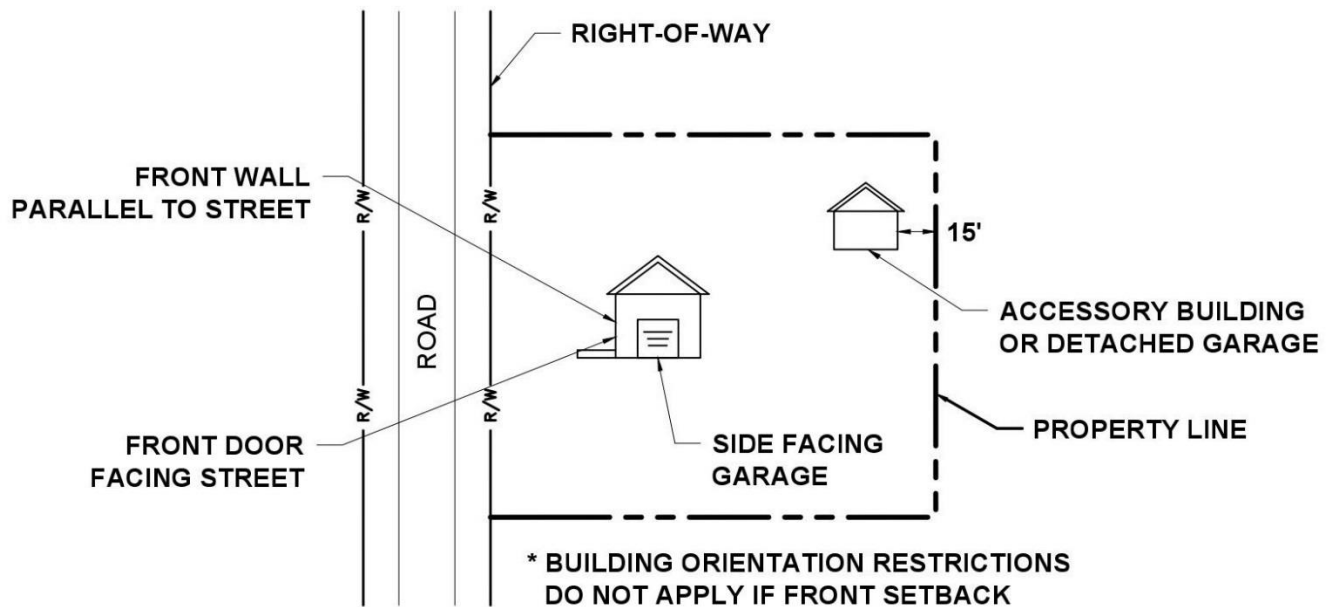 RIGHT-OF-WAY
FRONT WALL
PARALLEL TO STREET
R/W
R/W
15'
ROAD
ACCESSORY BUILDING
OR DETACHED GARAGE
R/W
R/W
FRONT DOOR
FACING STREET
SIDE FACING
GARAGE
PROPERTY LINE
* BUILDING ORIENTATION RESTRICTIONS
DO NOT APPLY IF FRONT SETBACK